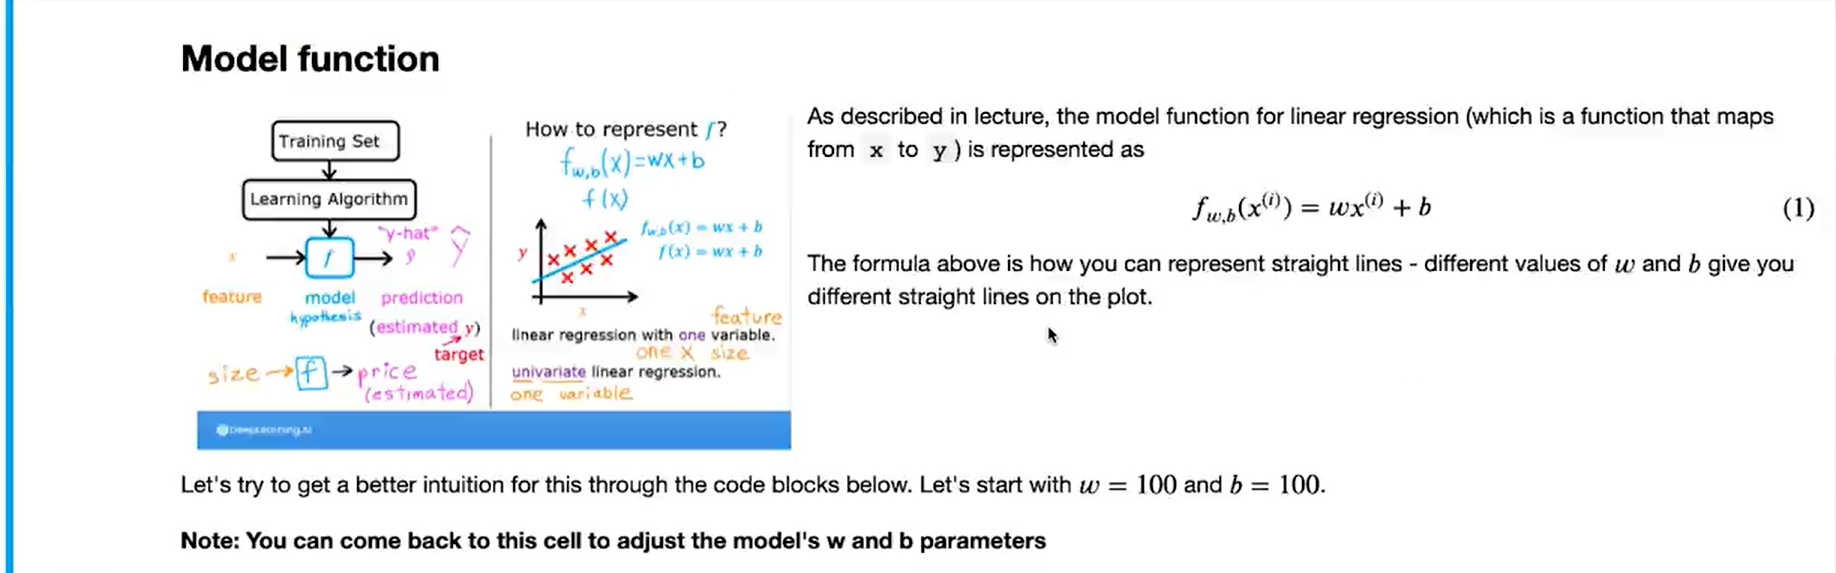 Model function
Training Set
Learning Algorithm
x
f
"y-hat"
ŷ
ŷ
feature
model
hypothesis
prediction
(estimated y)
target
size → f → price
(estimated)
How to represent f?
f_w,b(x)=wx+b
f(x)
f_w,b(x) = wx + b
f(x) = wx + b
y
x
feature
linear regression with one variable.
one x size
univariate linear regression.
one variable
DeepLearning.AI
As described in lecture, the model function for linear regression (which is a function that maps
from x to y ) is represented as
f_w,b(x^(i)) = wx^(i) + b (1)
The formula above is how you can represent straight lines - different values of w and b give you
different straight lines on the plot.
Let's try to get a better intuition for this through the code blocks below. Let's start with w = 100 and b = 100.
Note: You can come back to this cell to adjust the model's w and b parameters